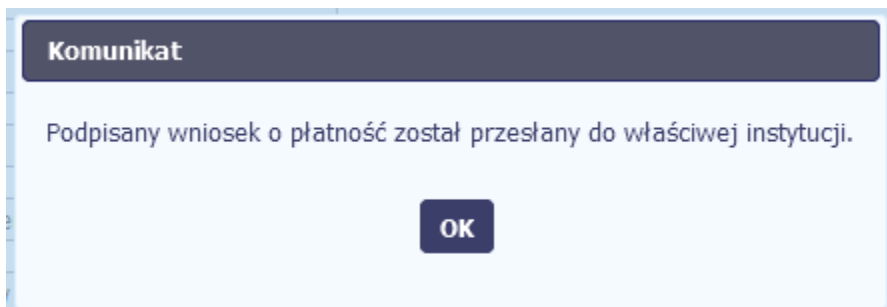 Komunikat
Podpisany wniosek o płatność został przesłany do właściwej instytucji.
OK